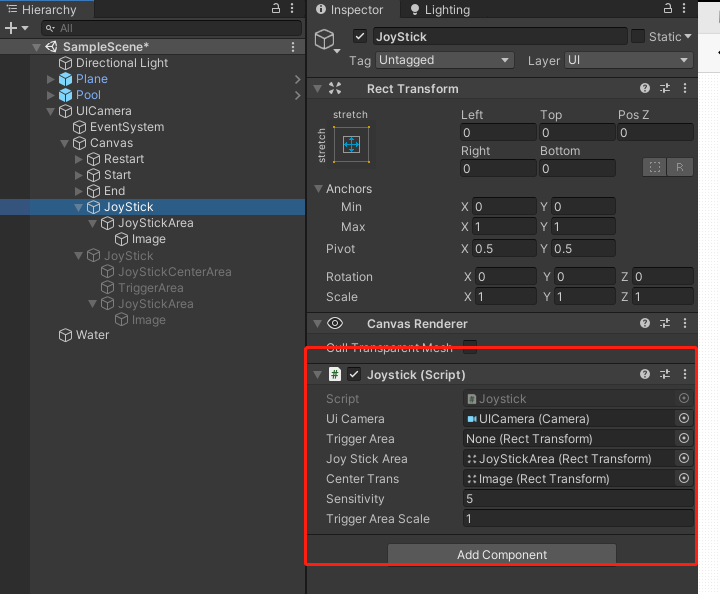 Hierarchy
All
SampleScene*
Directional Light
Plane
Pool
UICamera
EventSystem
Canvas
Restart
Start
End
JoyStick
JoyStickArea
Image
JoyStick
JoyStickCenterArea
TriggerArea
JoyStickArea
Image
Water
Inspector Lighting
JoyStick Static
Tag Untagged Layer UI
Rect Transform
stretch
stretch
Left Top Pos Z
0 0 0
Right Bottom
0 0 R
Anchors
Min X 0 Y 0
Max X 1 Y 1
Pivot X 0.5 Y 0.5
Rotation X 0 Y 0 Z 0
Scale X 1 Y 1 Z 1
Canvas Renderer
Cull Transparent Mesh
# Joystick (Script)
Script # Joystick
Ui Camera UICamera (Camera)
Trigger Area None (Rect Transform)
Joy Stick Area JoyStickArea (Rect Transform)
Center Trans Image (Rect Transform)
Sensitivity 5
Trigger Area Scale 1
Add Component